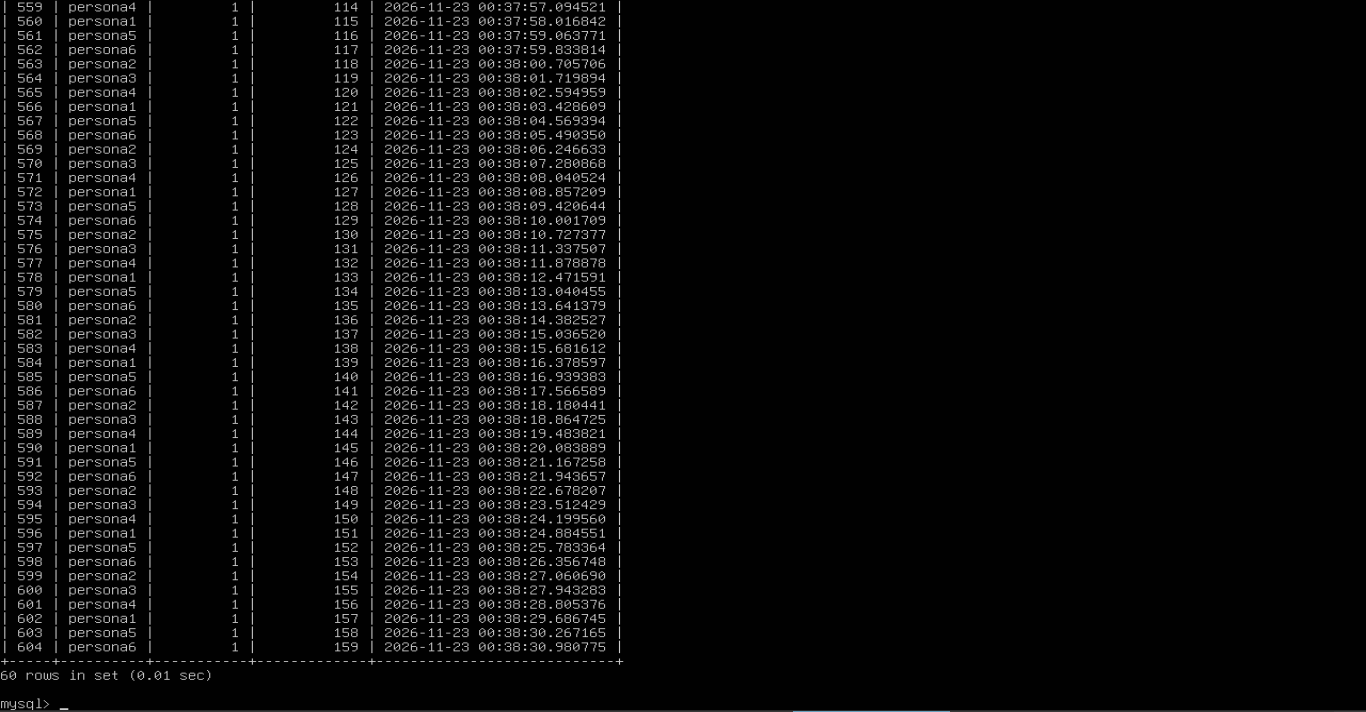 | 559 | persona4 | 1 | 114 | 2026-11-23 00:37:57.094521 |
| 560 | persona1 | 1 | 115 | 2026-11-23 00:37:58.016842 |
| 561 | persona5 | 1 | 116 | 2026-11-23 00:37:59.063771 |
| 562 | persona6 | 1 | 117 | 2026-11-23 00:37:59.833814 |
| 563 | persona2 | 1 | 118 | 2026-11-23 00:38:00.705706 |
| 564 | persona3 | 1 | 119 | 2026-11-23 00:38:01.719894 |
| 565 | persona4 | 1 | 120 | 2026-11-23 00:38:02.594959 |
| 566 | persona1 | 1 | 121 | 2026-11-23 00:38:03.428609 |
| 567 | persona5 | 1 | 122 | 2026-11-23 00:38:04.569394 |
| 568 | persona6 | 1 | 123 | 2026-11-23 00:38:05.490350 |
| 569 | persona2 | 1 | 124 | 2026-11-23 00:38:06.246633 |
| 570 | persona3 | 1 | 125 | 2026-11-23 00:38:07.280868 |
| 571 | persona4 | 1 | 126 | 2026-11-23 00:38:08.040524 |
| 572 | persona1 | 1 | 127 | 2026-11-23 00:38:08.857209 |
| 573 | persona5 | 1 | 128 | 2026-11-23 00:38:09.420644 |
| 574 | persona6 | 1 | 129 | 2026-11-23 00:38:10.001709 |
| 575 | persona2 | 1 | 130 | 2026-11-23 00:38:10.727377 |
| 576 | persona3 | 1 | 131 | 2026-11-23 00:38:11.337507 |
| 577 | persona4 | 1 | 132 | 2026-11-23 00:38:11.878878 |
| 578 | persona1 | 1 | 133 | 2026-11-23 00:38:12.471591 |
| 579 | persona5 | 1 | 134 | 2026-11-23 00:38:13.040455 |
| 580 | persona6 | 1 | 135 | 2026-11-23 00:38:13.641379 |
| 581 | persona2 | 1 | 136 | 2026-11-23 00:38:14.382527 |
| 582 | persona3 | 1 | 137 | 2026-11-23 00:38:15.036520 |
| 583 | persona4 | 1 | 138 | 2026-11-23 00:38:15.681612 |
| 584 | persona1 | 1 | 139 | 2026-11-23 00:38:16.378597 |
| 585 | persona5 | 1 | 140 | 2026-11-23 00:38:16.939383 |
| 586 | persona6 | 1 | 141 | 2026-11-23 00:38:17.566589 |
| 587 | persona2 | 1 | 142 | 2026-11-23 00:38:18.180441 |
| 588 | persona3 | 1 | 143 | 2026-11-23 00:38:18.864725 |
| 589 | persona4 | 1 | 144 | 2026-11-23 00:38:19.483821 |
| 590 | persona1 | 1 | 145 | 2026-11-23 00:38:20.083889 |
| 591 | persona5 | 1 | 146 | 2026-11-23 00:38:21.167258 |
| 592 | persona6 | 1 | 147 | 2026-11-23 00:38:21.943657 |
| 593 | persona2 | 1 | 148 | 2026-11-23 00:38:22.678207 |
| 594 | persona3 | 1 | 149 | 2026-11-23 00:38:23.512429 |
| 595 | persona4 | 1 | 150 | 2026-11-23 00:38:24.199560 |
| 596 | persona1 | 1 | 151 | 2026-11-23 00:38:24.884551 |
| 597 | persona5 | 1 | 152 | 2026-11-23 00:38:25.783364 |
| 598 | persona6 | 1 | 153 | 2026-11-23 00:38:26.356748 |
| 599 | persona2 | 1 | 154 | 2026-11-23 00:38:27.060690 |
| 600 | persona3 | 1 | 155 | 2026-11-23 00:38:27.943283 |
| 601 | persona4 | 1 | 156 | 2026-11-23 00:38:28.805376 |
| 602 | persona1 | 1 | 157 | 2026-11-23 00:38:29.686745 |
| 603 | persona5 | 1 | 158 | 2026-11-23 00:38:30.267165 |
| 604 | persona6 | 1 | 159 | 2026-11-23 00:38:30.980775 |
+-----+----------+----------+-------------+----------------------------+
60 rows in set (0.01 sec)
mysql> _